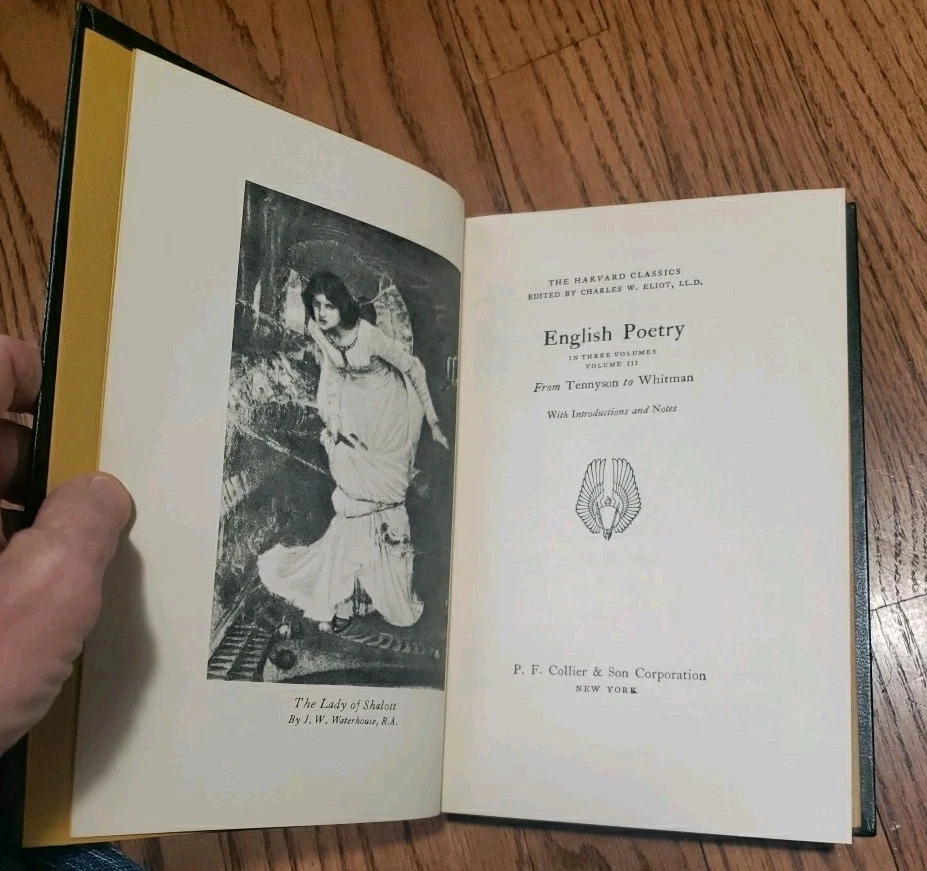 The Lady of Shalott
By J. W. Waterhouse, R.A.
THE HARVARD CLASSICS
EDITED BY CHARLES W. ELIOT, LL.D.
English Poetry
IN THREE VOLUMES
VOLUME III
From Tennyson to Whitman
With Introductions and Notes
P. F. Collier & Son Corporation
NEW YORK